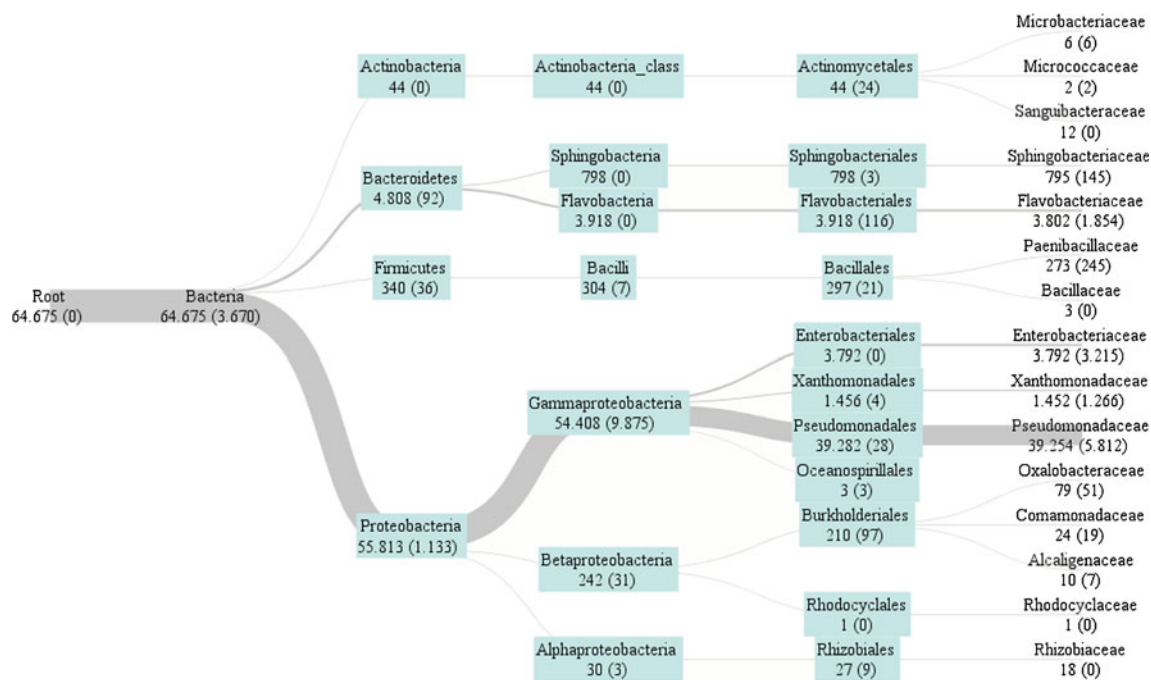 Root
64.675 (0)
Bacteria
64.675 (3.670)
Actinobacteria
44 (0)
Bacteroidetes
4.808 (92)
Firmicutes
340 (36)
Proteobacteria
55.813 (1.133)
Actinobacteria_class
44 (0)
Sphingobacteria
798 (0)
Flavobacteria
3.918 (0)
Bacilli
304 (7)
Gammaproteobacteria
54.408 (9.875)
Betaproteobacteria
242 (31)
Alphaproteobacteria
30 (3)
Actinomycetales
44 (24)
Sphingobacteriales
798 (3)
Flavobacteriales
3.918 (116)
Bacillales
297 (21)
Enterobacteriales
3.792 (0)
Xanthomonadales
1.456 (4)
Pseudomonadales
39.282 (28)
Oceanospirillales
3 (3)
Burkholderiales
210 (97)
Rhodocyclales
1 (0)
Rhizobiales
27 (9)
Microbacteriaceae
6 (6)
Micrococcaceae
2 (2)
Sanguibacteraceae
12 (0)
Sphingobacteriaceae
795 (145)
Flavobacteriaceae
3.802 (1.854)
Paenibacillaceae
273 (245)
Bacillaceae
3 (0)
Enterobacteriaceae
3.792 (3.215)
Xanthomonadaceae
1.452 (1.266)
Pseudomonadaceae
39.254 (5.812)
Oxalobacteraceae
79 (51)
Comamonadaceae
24 (19)
Alcaligenaceae
10 (7)
Rhodocyclaceae
1 (0)
Rhizobiaceae
18 (0)